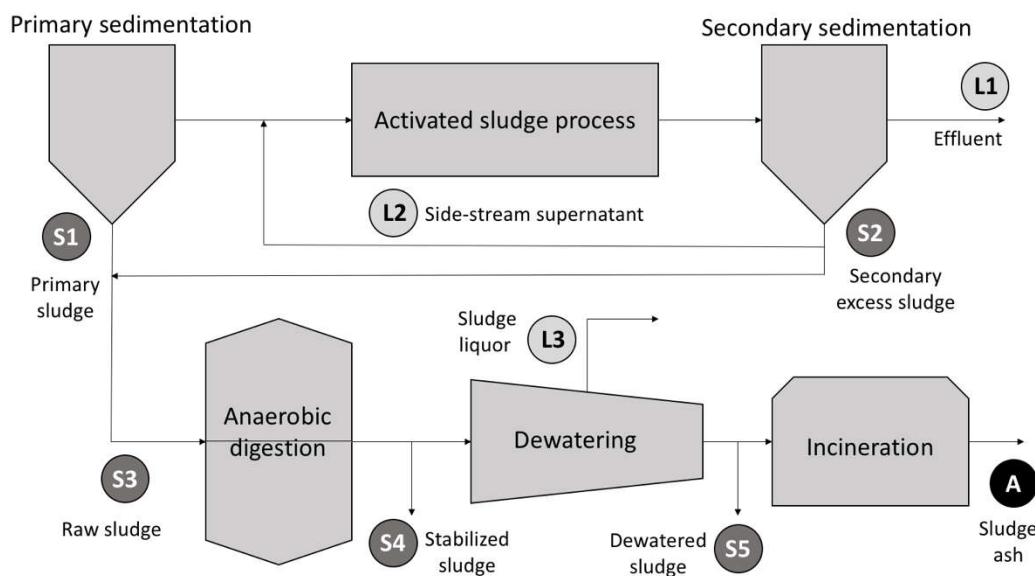 Primary sedimentation
Secondary sedimentation
L1
Activated sludge process
Effluent
L2
Side-stream supernatant
S1
S2
Primary
sludge
Secondary
excess sludge
Sludge
liquor
L3
Anaerobic
digestion
Dewatering
Incineration
S3
A
Raw sludge
S4
Stabilized
sludge
Dewatered
sludge
S5
Sludge
ash